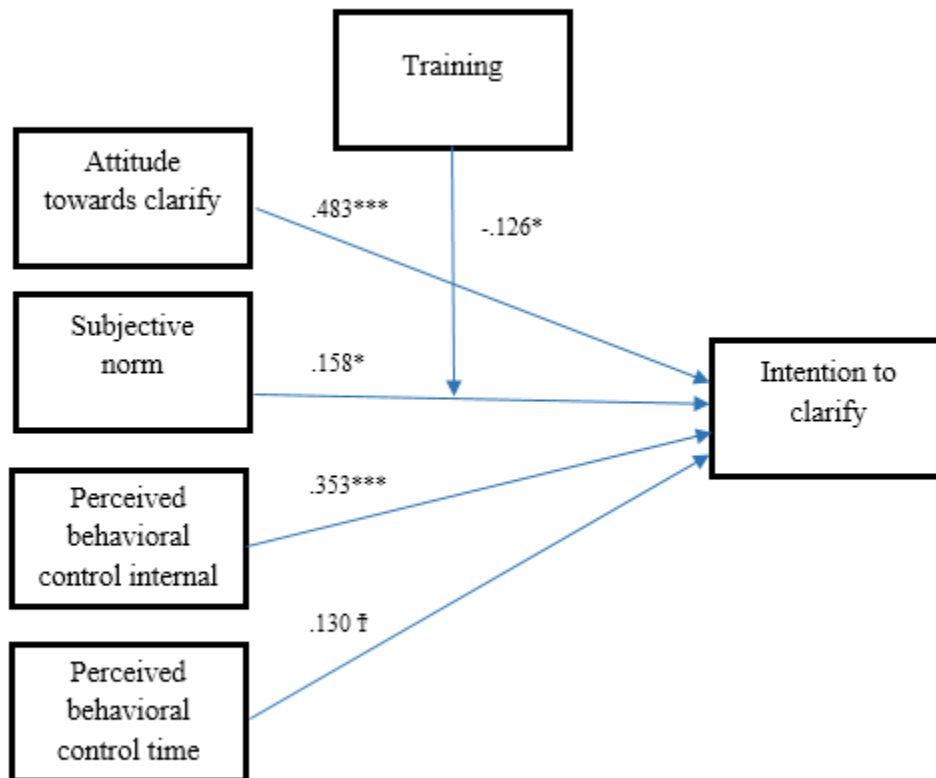 Training
Attitude
towards clarify
.483***
-.126*
Subjective
norm
.158*
Intention to
clarify
Perceived
behavioral
control internal
.353***
.130 Ŧ
Perceived
behavioral
control time